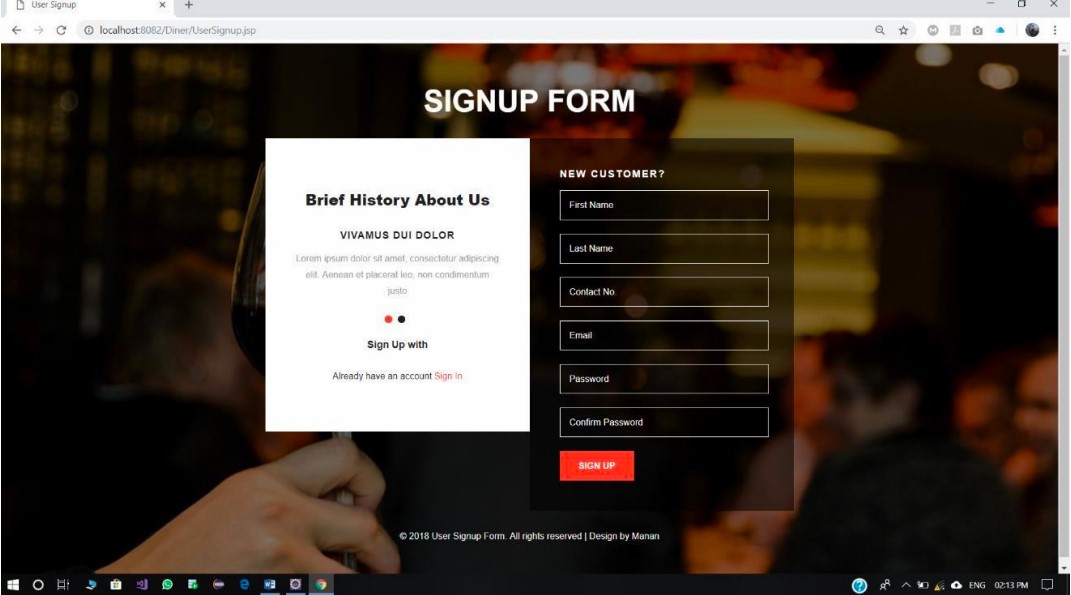 User Signup
localhost:8082/Diner/UserSignup.jsp
SIGNUP FORM
Brief History About Us
VIVAMUS DUI DOLOR
Lorem ipsum dolor sit amet, consectetur adipiscing
elit. Aenean et placerat leo, non condimentum
justo
Sign Up with
Already have an account Sign In
NEW CUSTOMER?
First Name
Last Name
Contact No.
Email
Password
Confirm Password
SIGN UP
© 2018 User Signup Form. All rights reserved | Design by Manan
ENG 02:13 PM